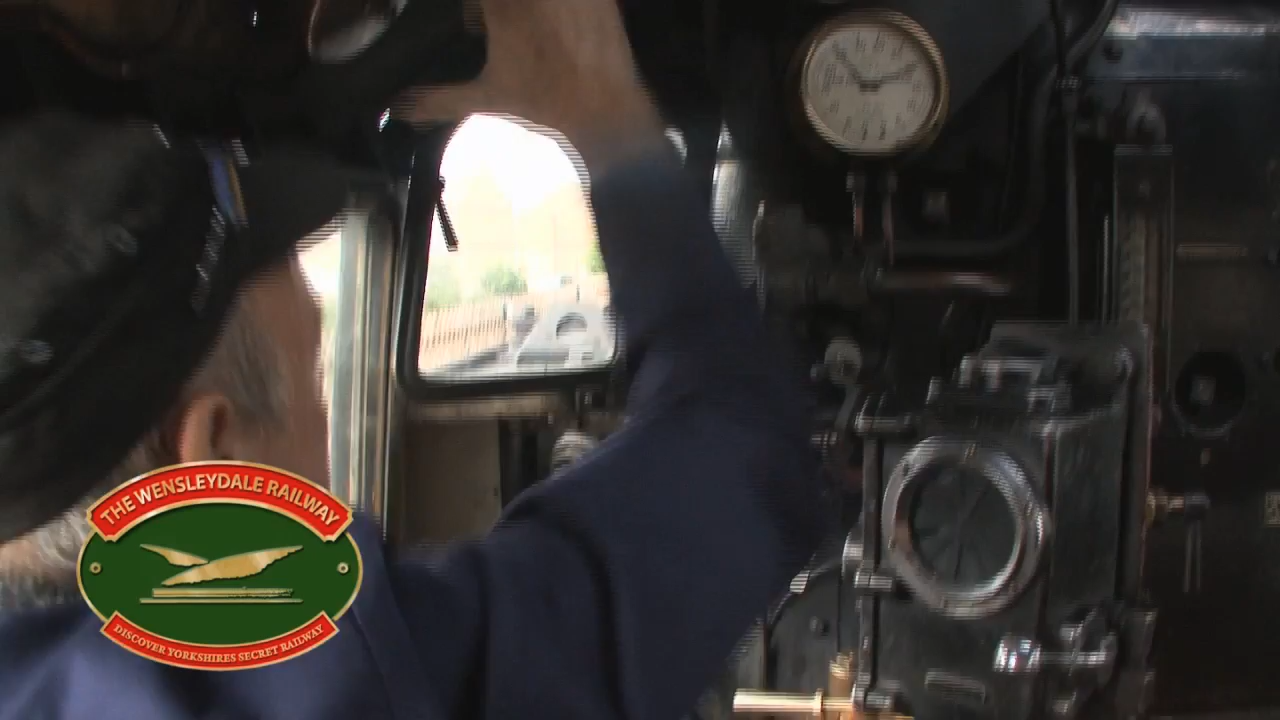 THE WENSLEYDALE RAILWAY
DISCOVER YORKSHIRES SECRET RAILWAY